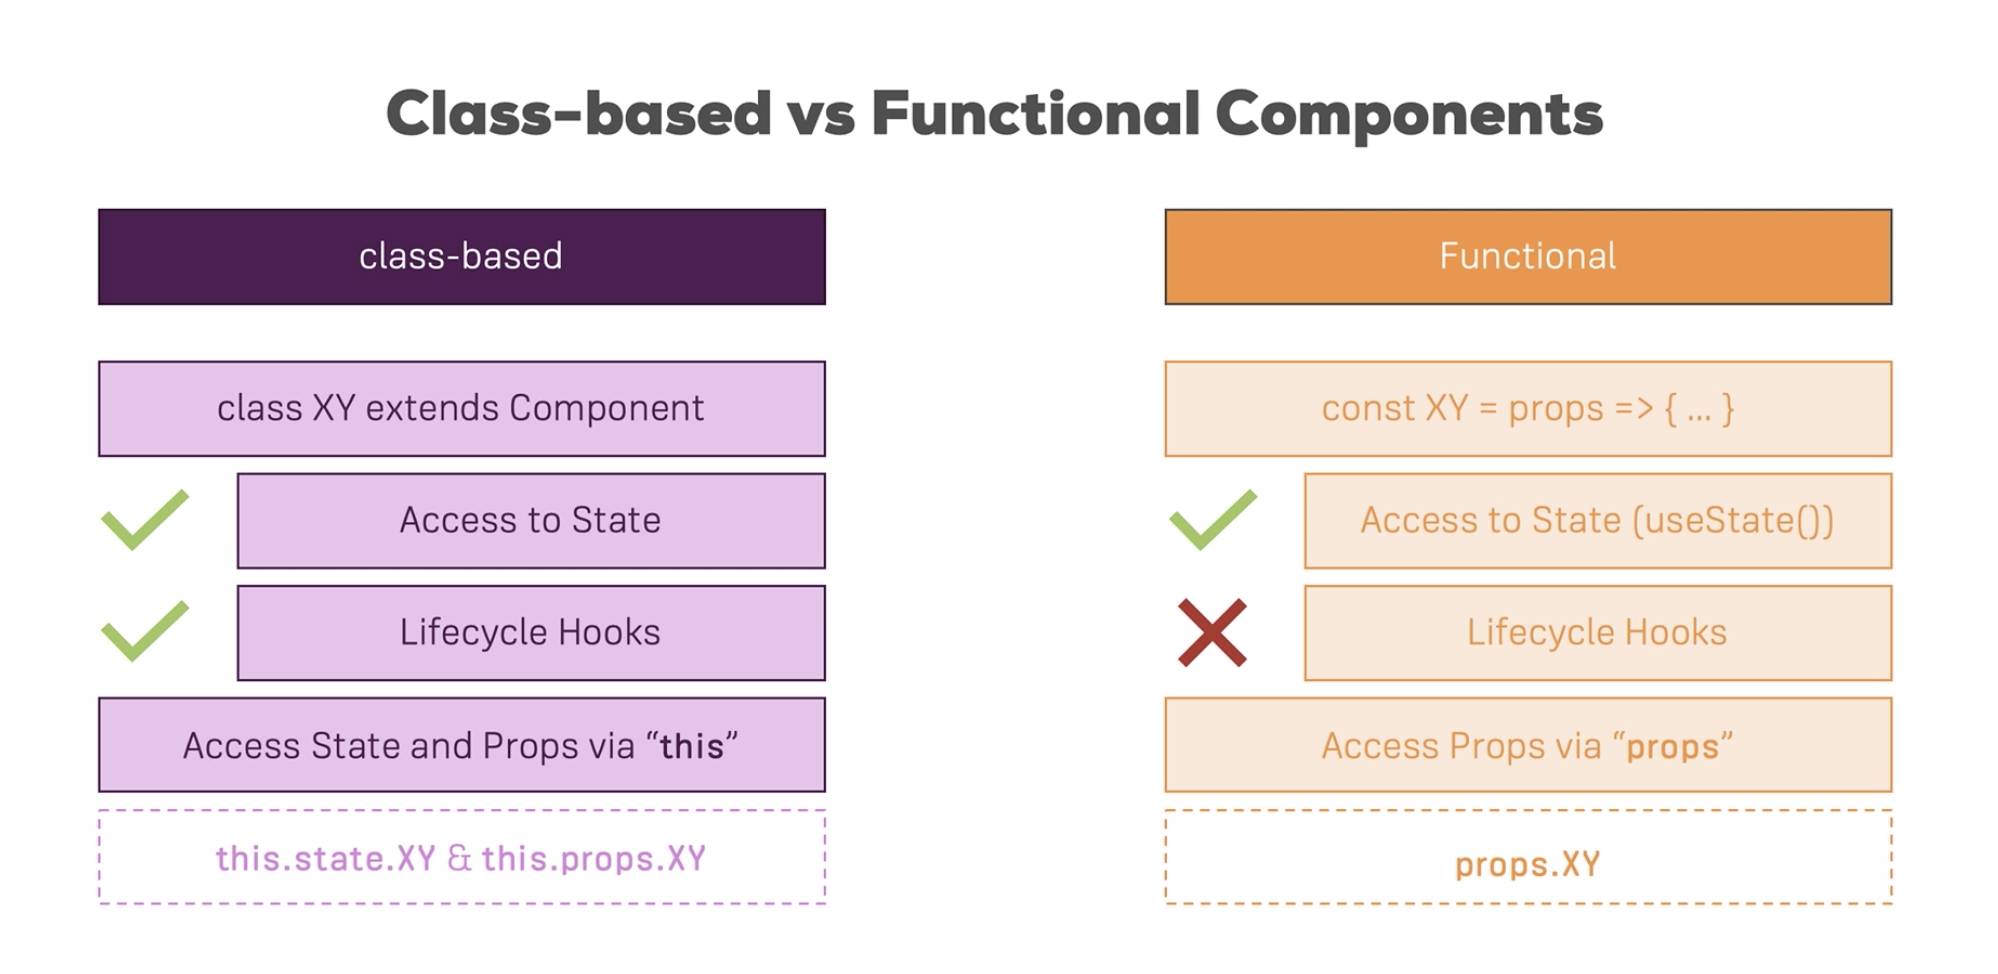 Class-based vs Functional Components
class-based
class XY extends Component
Access to State
Lifecycle Hooks
Access State and Props via “this”
this.state.XY & this.props.XY
Functional
const XY = props => { ... }
Access to State (useState())
Lifecycle Hooks
Access Props via “props”
props.XY